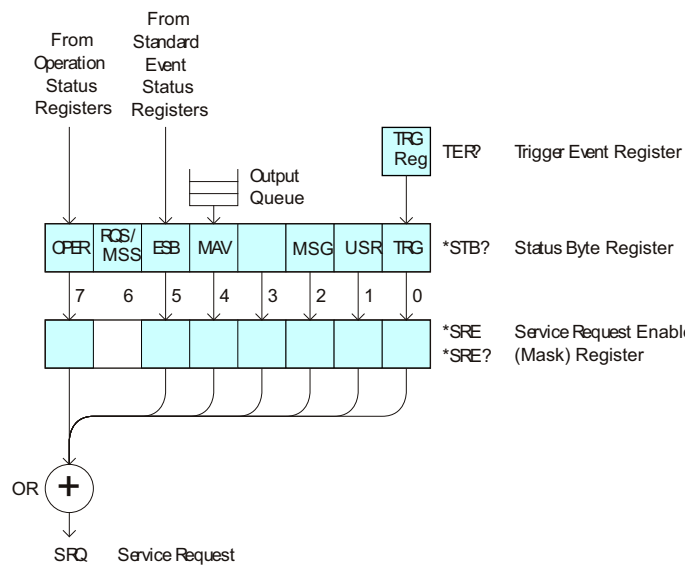 From
Operation
Status
Registers
From
Standard
Event
Status
Registers
TRG
Reg
TER? Trigger Event Register
Output
Queue
OPER
RQS/
MSS
ESB
MAV
MSG
USR
TRG
*STB? Status Byte Register
7 6 5 4 3 2 1 0
*SRE Service Request Enable
*SRE? (Mask) Register
OR
+
SRQ Service Request